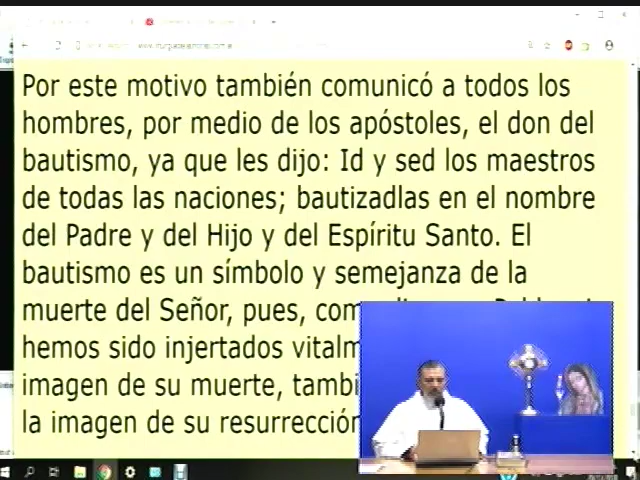 Por este motivo también comunicó a todos los
hombres, por medio de los apóstoles, el don del
bautismo, ya que les dijo: Id y sed los maestros
de todas las naciones; bautizadlas en el nombre
del Padre y del Hijo y del Espíritu Santo. El
bautismo es un símbolo y semejanza de la
muerte del Señor, pues,
hemos sido injertados
imagen de su muerte,
la imagen de su resurrección